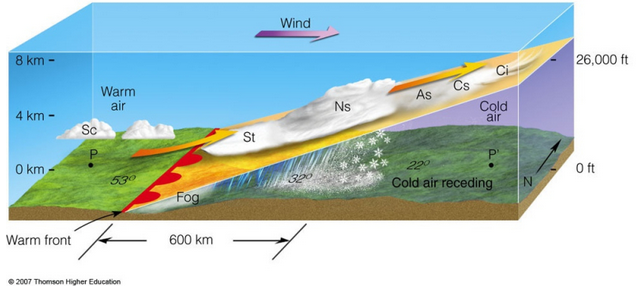 Wind
8 km
26,000 ft
Warm
air
Ci
Cs
As
Ns
Cold
air
4 km
Sc
St
P
P'
0 km
0 ft
53°
32°
22°
Cold air receding
N
Fog
Warm front
600 km
© 2007 Thomson Higher Education